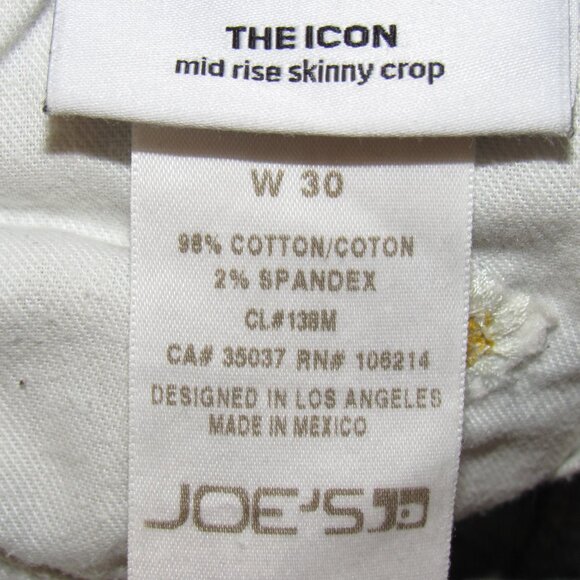 THE ICON
mid rise skinny crop
W 30
98% COTTON/COTON
2% SPANDEX
CL#138M
CA# 35037 RN# 106214
DESIGNED IN LOS ANGELES
MADE IN MEXICO
JOE'S